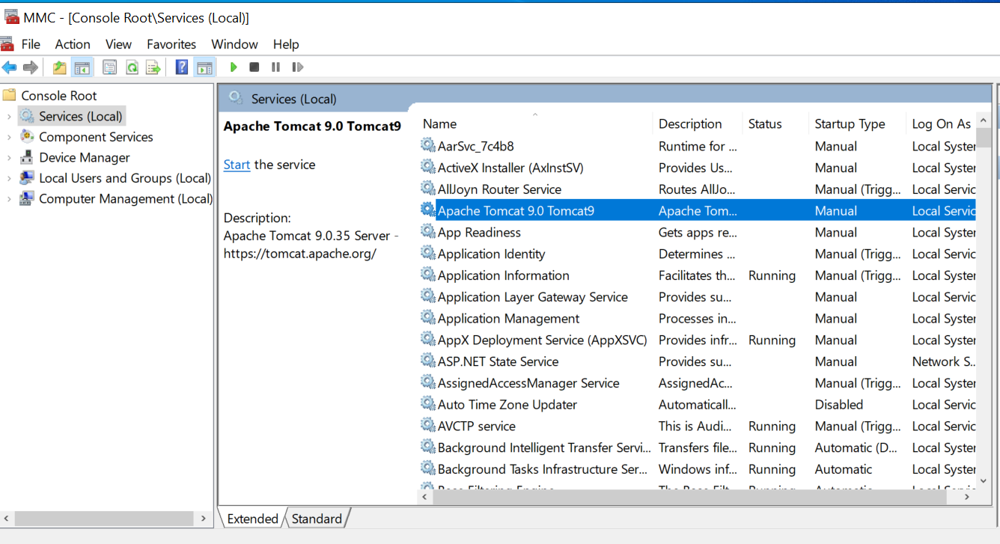 MMC - [Console Root\Services (Local)]
File Action View Favorites Window Help
Console Root
Services (Local)
Component Services
Device Manager
Local Users and Groups (Local)
Computer Management (Local)
Services (Local)
Apache Tomcat 9.0 Tomcat9
Start the service
Description:
Apache Tomcat 9.0.35 Server -
https://tomcat.apache.org/
Name Description Status Startup Type Log On As
AarSvc_7c4b8 Runtime for ... Manual Local Syster
ActiveX Installer (AxInstSV) Provides Us... Manual Local Syster
AllJoyn Router Service Routes AllJo... Manual (Trigg... Local Servic
Apache Tomcat 9.0 Tomcat9 Apache Tom... Manual Local Servic
App Readiness Gets apps re... Manual Local Syster
Application Identity Determines ... Manual (Trigg... Local Servic
Application Information Facilitates th... Running Manual (Trigg... Local Syster
Application Layer Gateway Service Provides su... Manual Local Servic
Application Management Processes in... Manual Local Syster
AppX Deployment Service (AppXSVC) Provides infr... Running Manual Local Syster
ASP.NET State Service Provides su... Manual Network S...
AssignedAccessManager Service AssignedAc... Manual (Trigg... Local Syster
Auto Time Zone Updater Automaticall... Disabled Local Servic
AVCTP service This is Audi... Running Manual (Trigg... Local Servic
Background Intelligent Transfer Servi... Transfers file... Running Automatic (D... Local Syster
Background Tasks Infrastructure Ser... Windows inf... Running Automatic Local Syster
Base Filtering Engine The Base Filt... Running Automatic Local Servic
Extended Standard